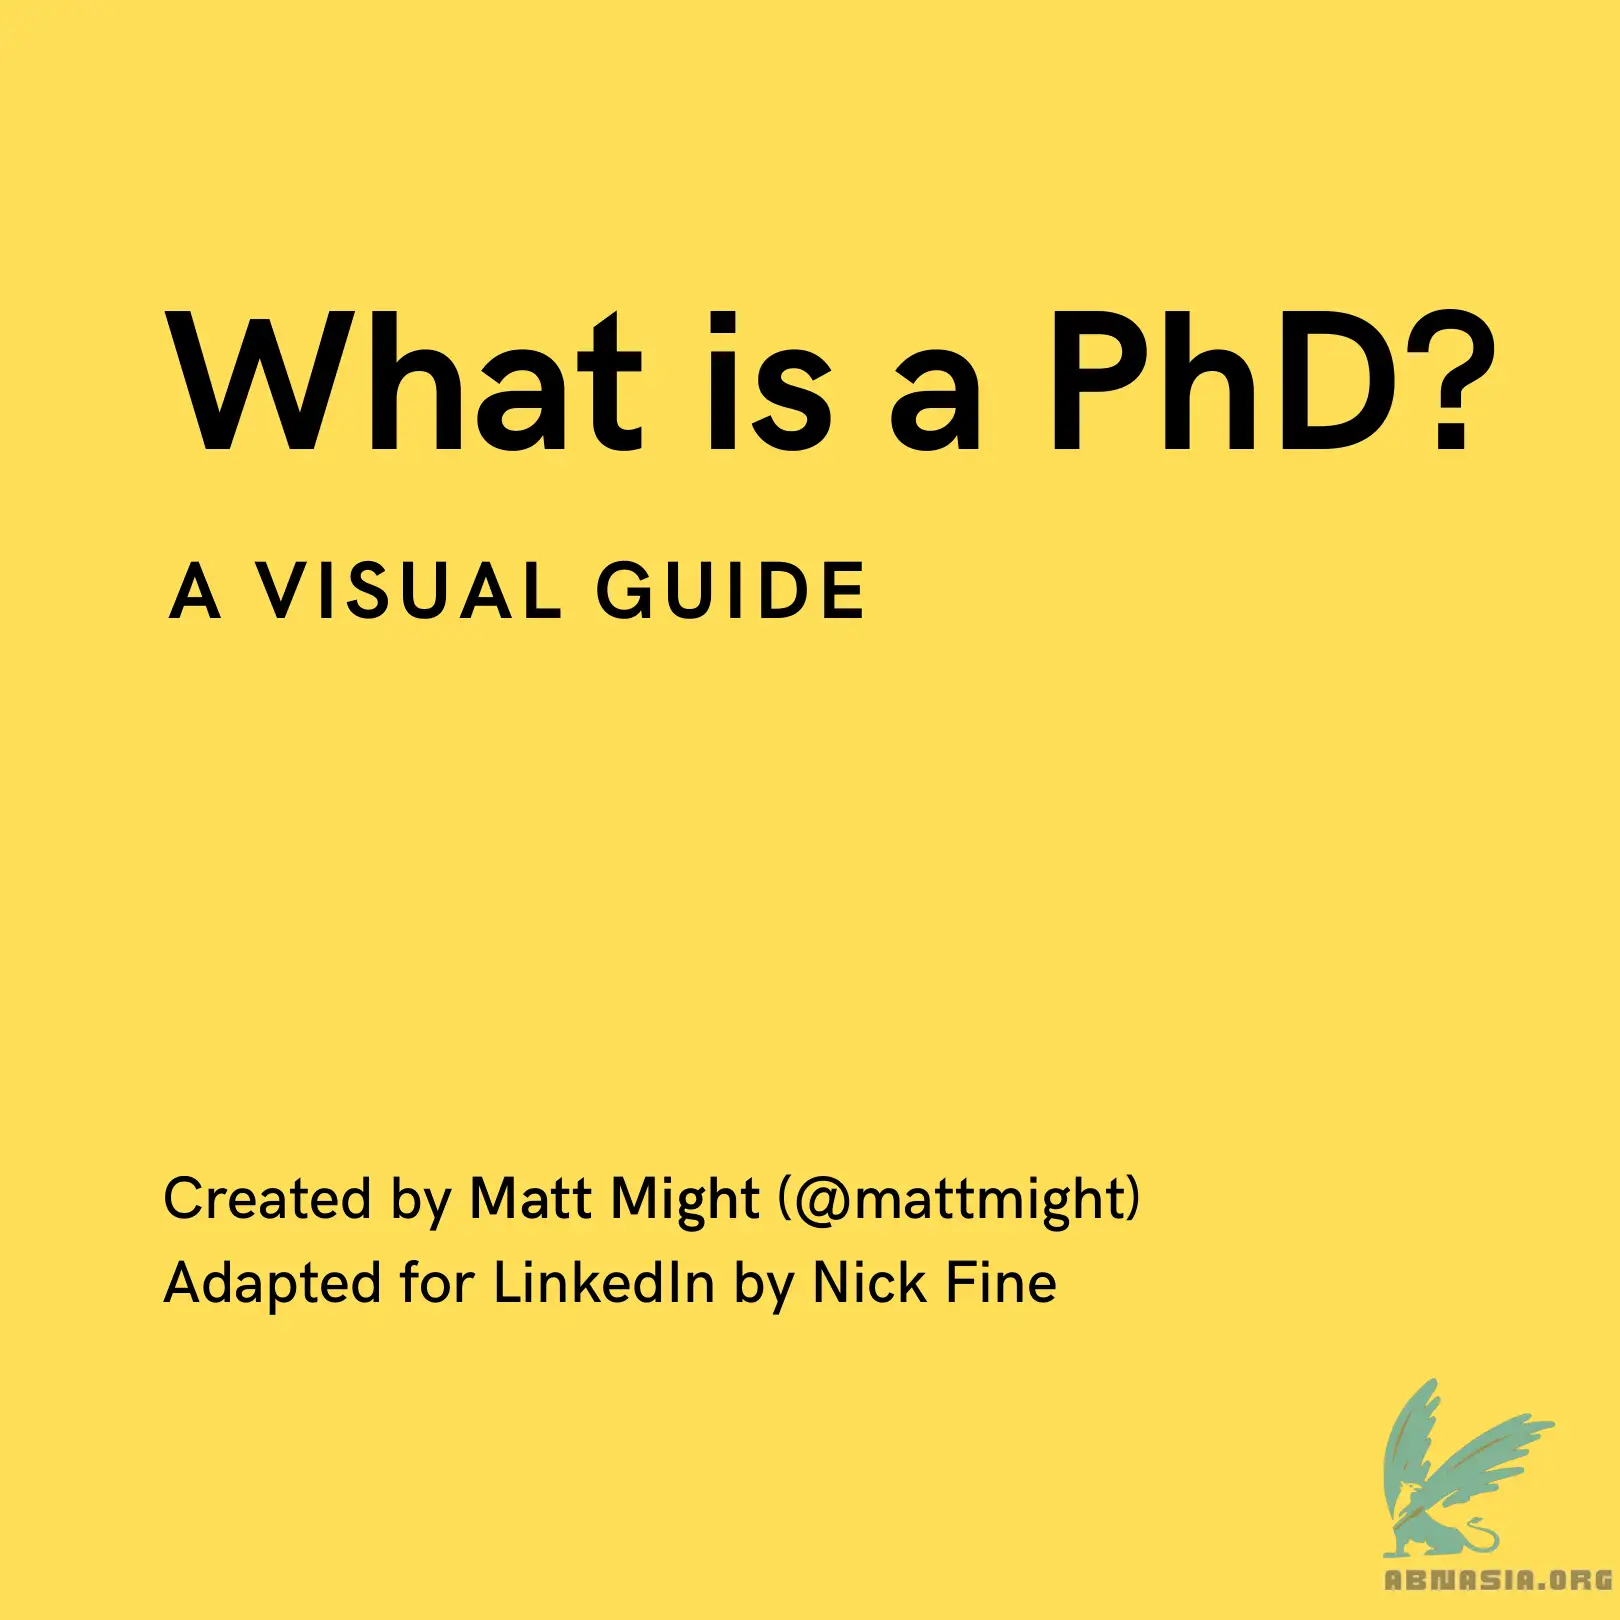 What is a PhD?
A VISUAL GUIDE
Created by Matt Might (@mattmight)
Adapted for LinkedIn by Nick Fine
ABNASIA.ORG